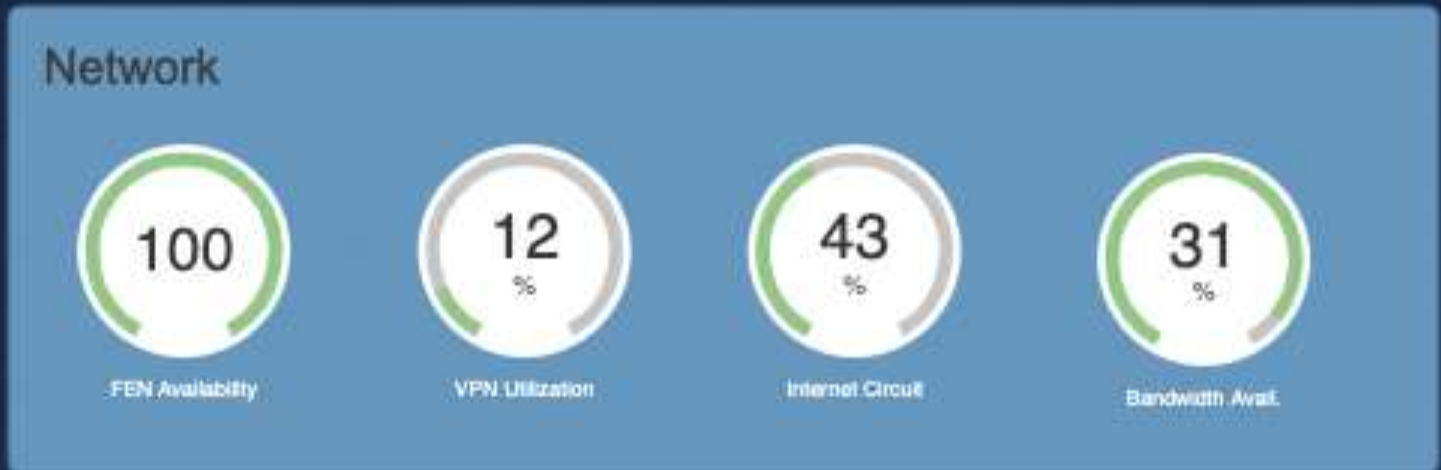 Network
100
12
%
43
%
31
%
FEN Availability
VPN Utilization
Internet Circuit
Bandwidth Avail.